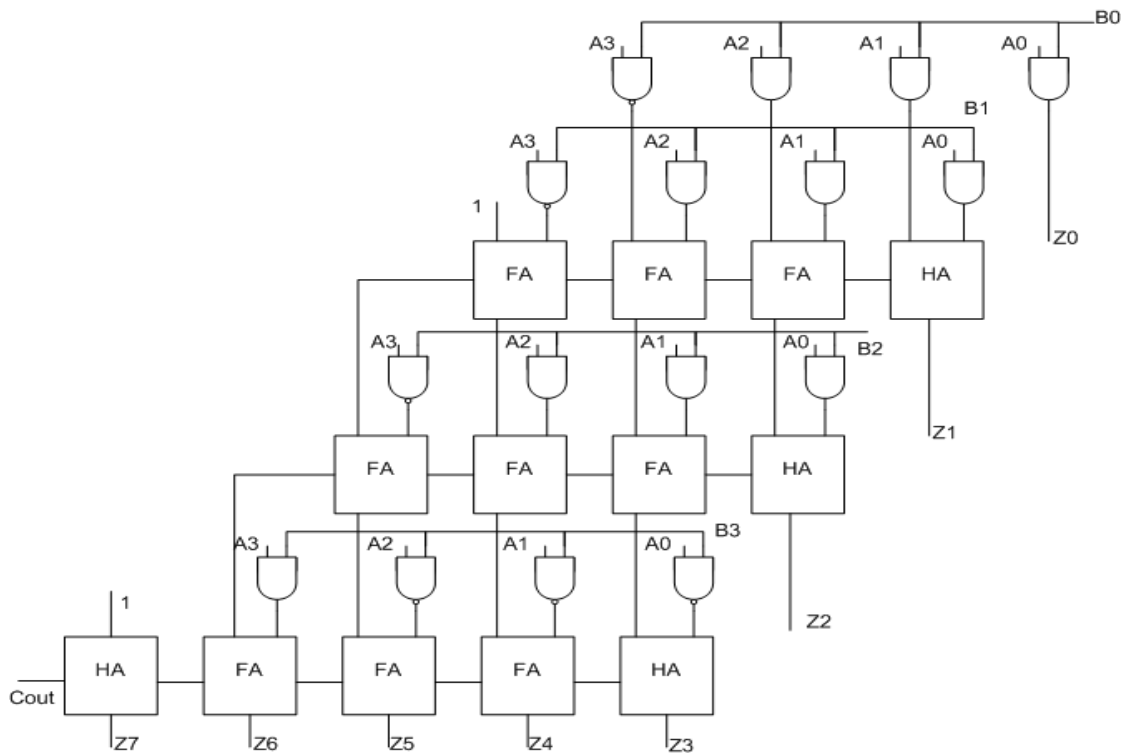 B0
A3 A2 A1 A0
B1
A3 A2 A1 A0
1
Z0
FA FA FA HA
A3 A2 A1 A0 B2
Z1
FA FA FA HA
B3
A3 A2 A1 A0
1
Z2
HA FA FA FA HA
Cout
Z7 Z6 Z5 Z4 Z3